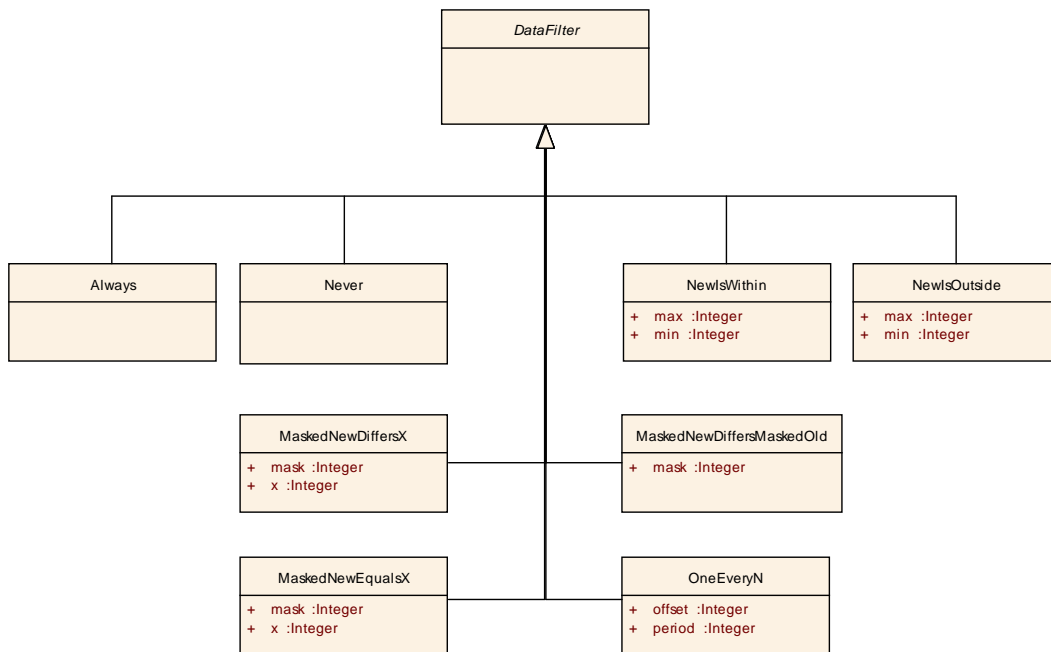 DataFilter
Always
Never
NewIsWithin
+ max :Integer
+ min :Integer
NewIsOutside
+ max :Integer
+ min :Integer
MaskedNewDiffersX
+ mask :Integer
+ x :Integer
MaskedNewDiffersMaskedOld
+ mask :Integer
MaskedNewEqualsX
+ mask :Integer
+ x :Integer
OneEveryN
+ offset :Integer
+ period :Integer